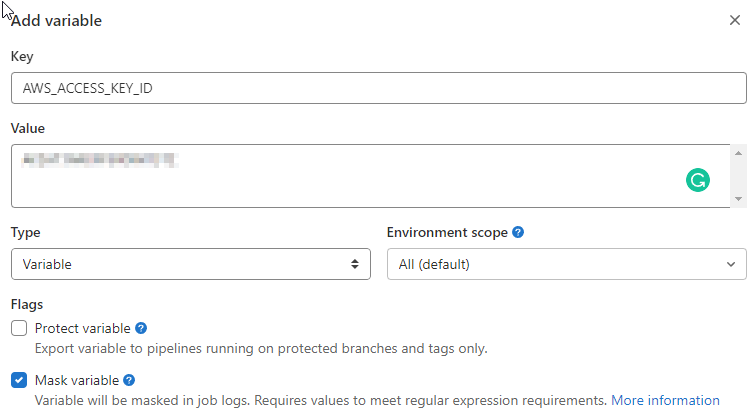 Add variable
Key
AWS_ACCESS_KEY_ID
Value
Type
Environment scope
Variable
All (default)
Flags
Protect variable
Export variable to pipelines running on protected branches and tags only.
Mask variable
Variable will be masked in job logs. Requires values to meet regular expression requirements. More information